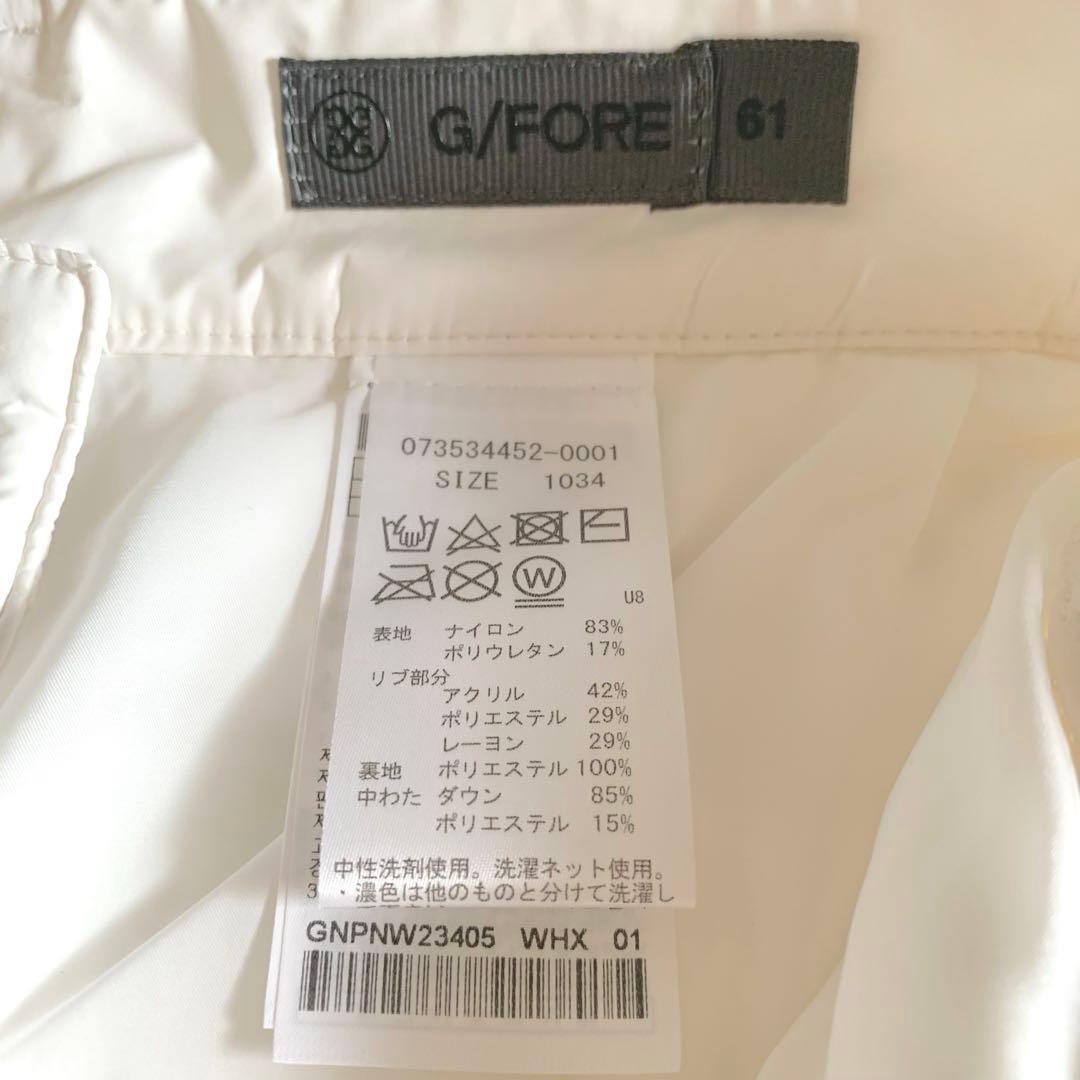 G/FORE 61
073534452-0001
SIZE 1034
W
U8
表地 ナイロン 83%
ポリウレタン 17%
リブ部分
アクリル 42%
ポリエステル 29%
レーヨン 29%
裏地 ポリエステル 100%
中わた ダウン 85%
ポリエステル 15%
中性洗剤使用。洗濯ネット使用。
・濃色は他のものと分けて洗濯し
GNPNW23405 WHX 01